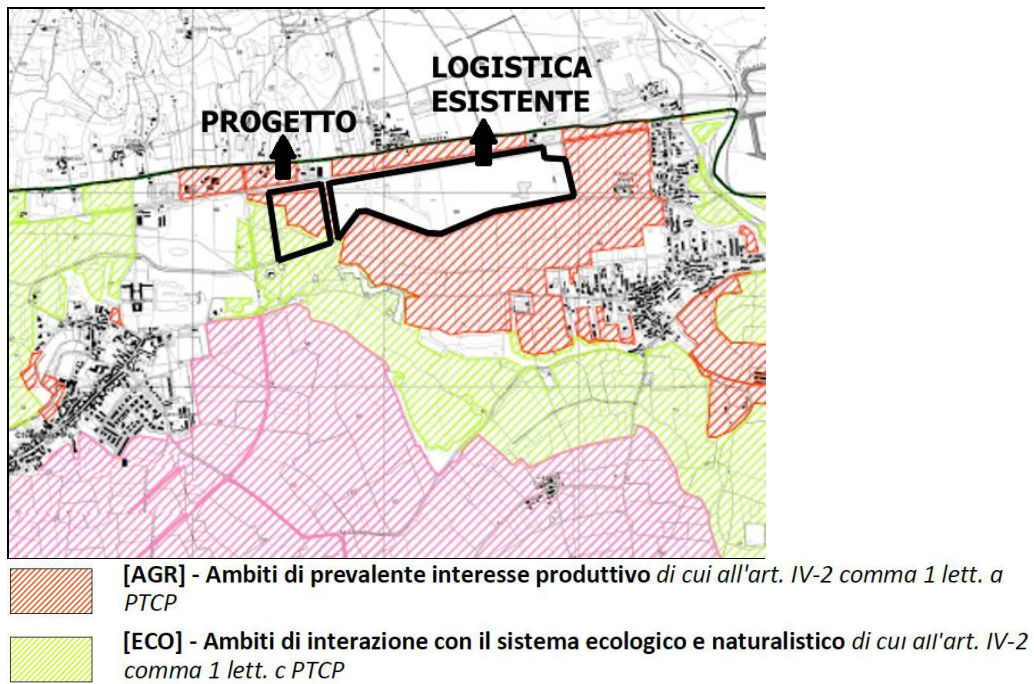 LOGISTICA
ESISTENTE
PROGETTO
[AGR] - Ambiti di prevalente interesse produttivo di cui all'art. IV-2 comma 1 lett. a
PTCP
[ECO] - Ambiti di interazione con il sistema ecologico e naturalistico di cui all'art. IV-2
comma 1 lett. c PTCP